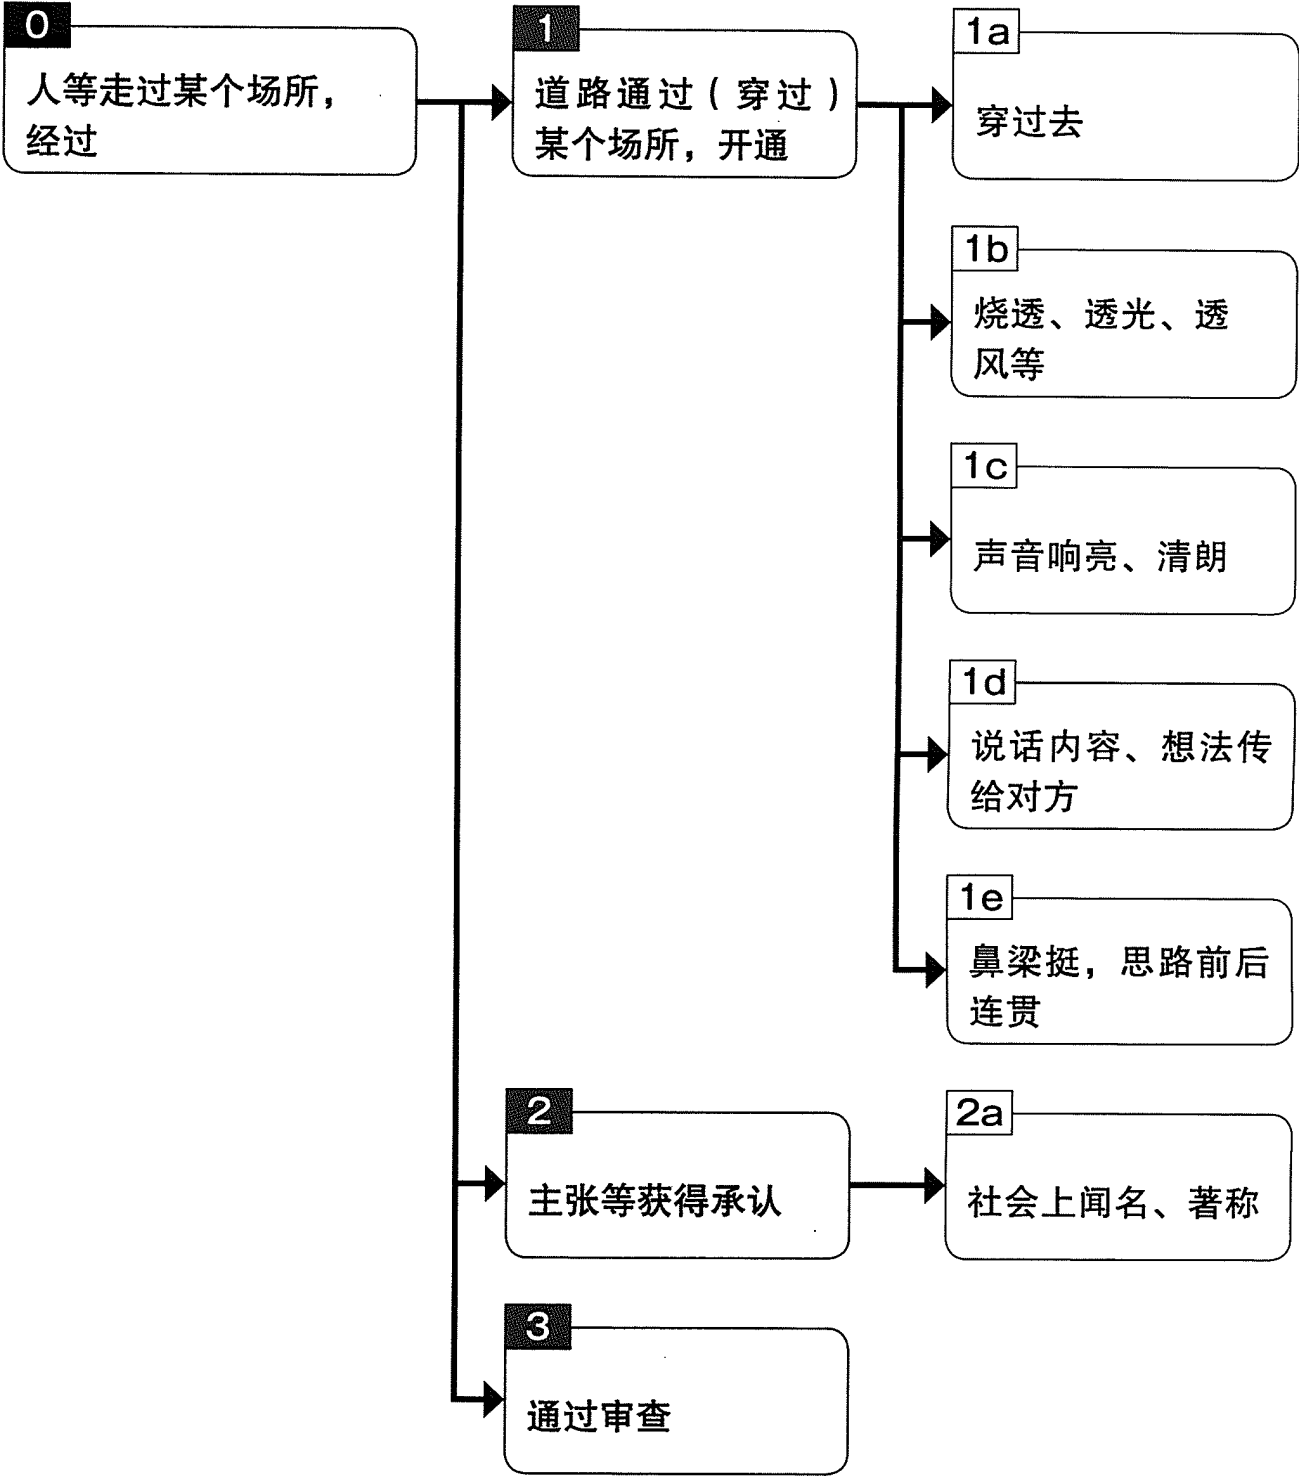 0
人等走过某个场所，
经过
1
道路通过（穿过）
某个场所，开通
1a
穿过去
1b
烧透、透光、透
风等
1c
声音响亮、清朗
1d
说话内容、想法传
给对方
1e
鼻梁挺，思路前后
连贯
2
主张等获得承认
2a
社会上闻名、著称
3
通过审查